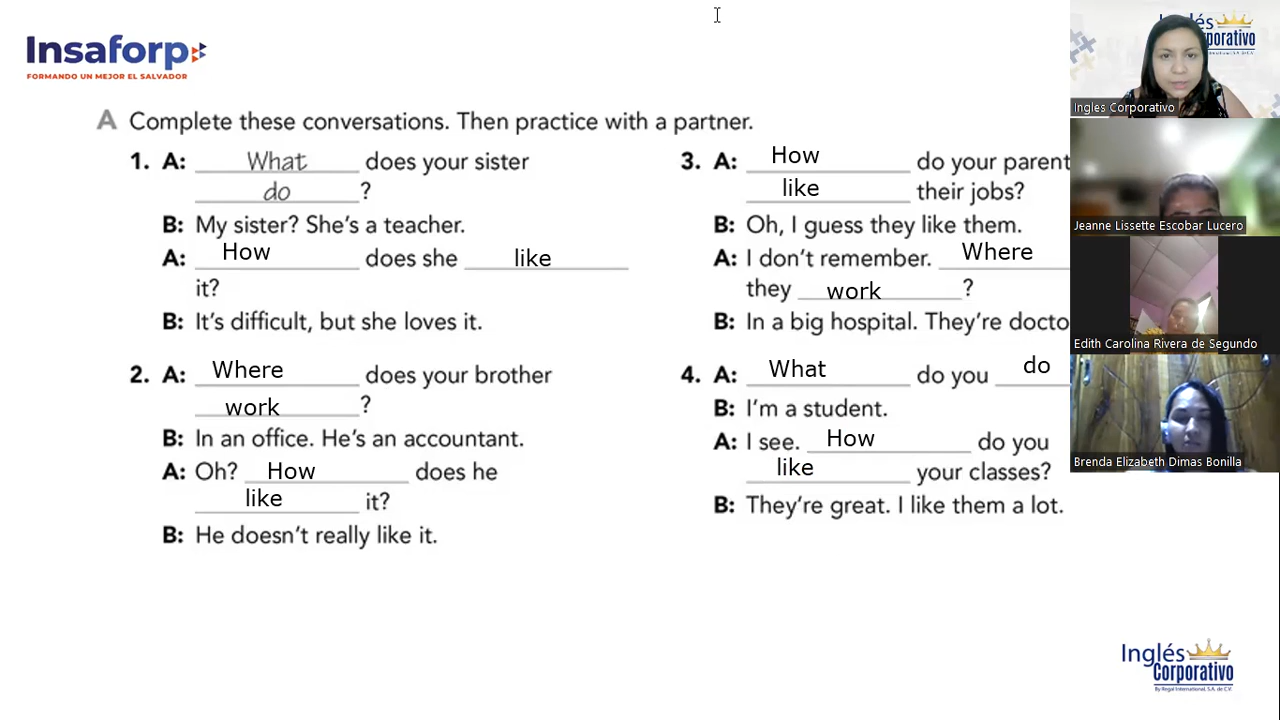 Insaforp
FORMANDO UN MEJOR EL SALVADOR
A Complete these conversations. Then practice with a partner.
1. A: What does your sister
do ?
B: My sister? She's a teacher.
A: How does she like
it?
B: It's difficult, but she loves it.
2. A: Where does your brother
work ?
B: In an office. He's an accountant.
A: Oh? How does he
like it?
B: He doesn't really like it.
3. A: How do your parent
like their jobs?
B: Oh, I guess they like them.
A: I don't remember. Where
they work ?
B: In a big hospital. They're docto
4. A: What do you do
B: I'm a student.
A: I see. How do you
like your classes?
B: They're great. I like them a lot.
Ingles Corporativo
Jeanne Lissette Escobar Lucero
Edith Carolina Rivera de Segundo
Brenda Elizabeth Dimas Bonilla
Inglés
Corporativo
By Regal International, S.A. de C.V.